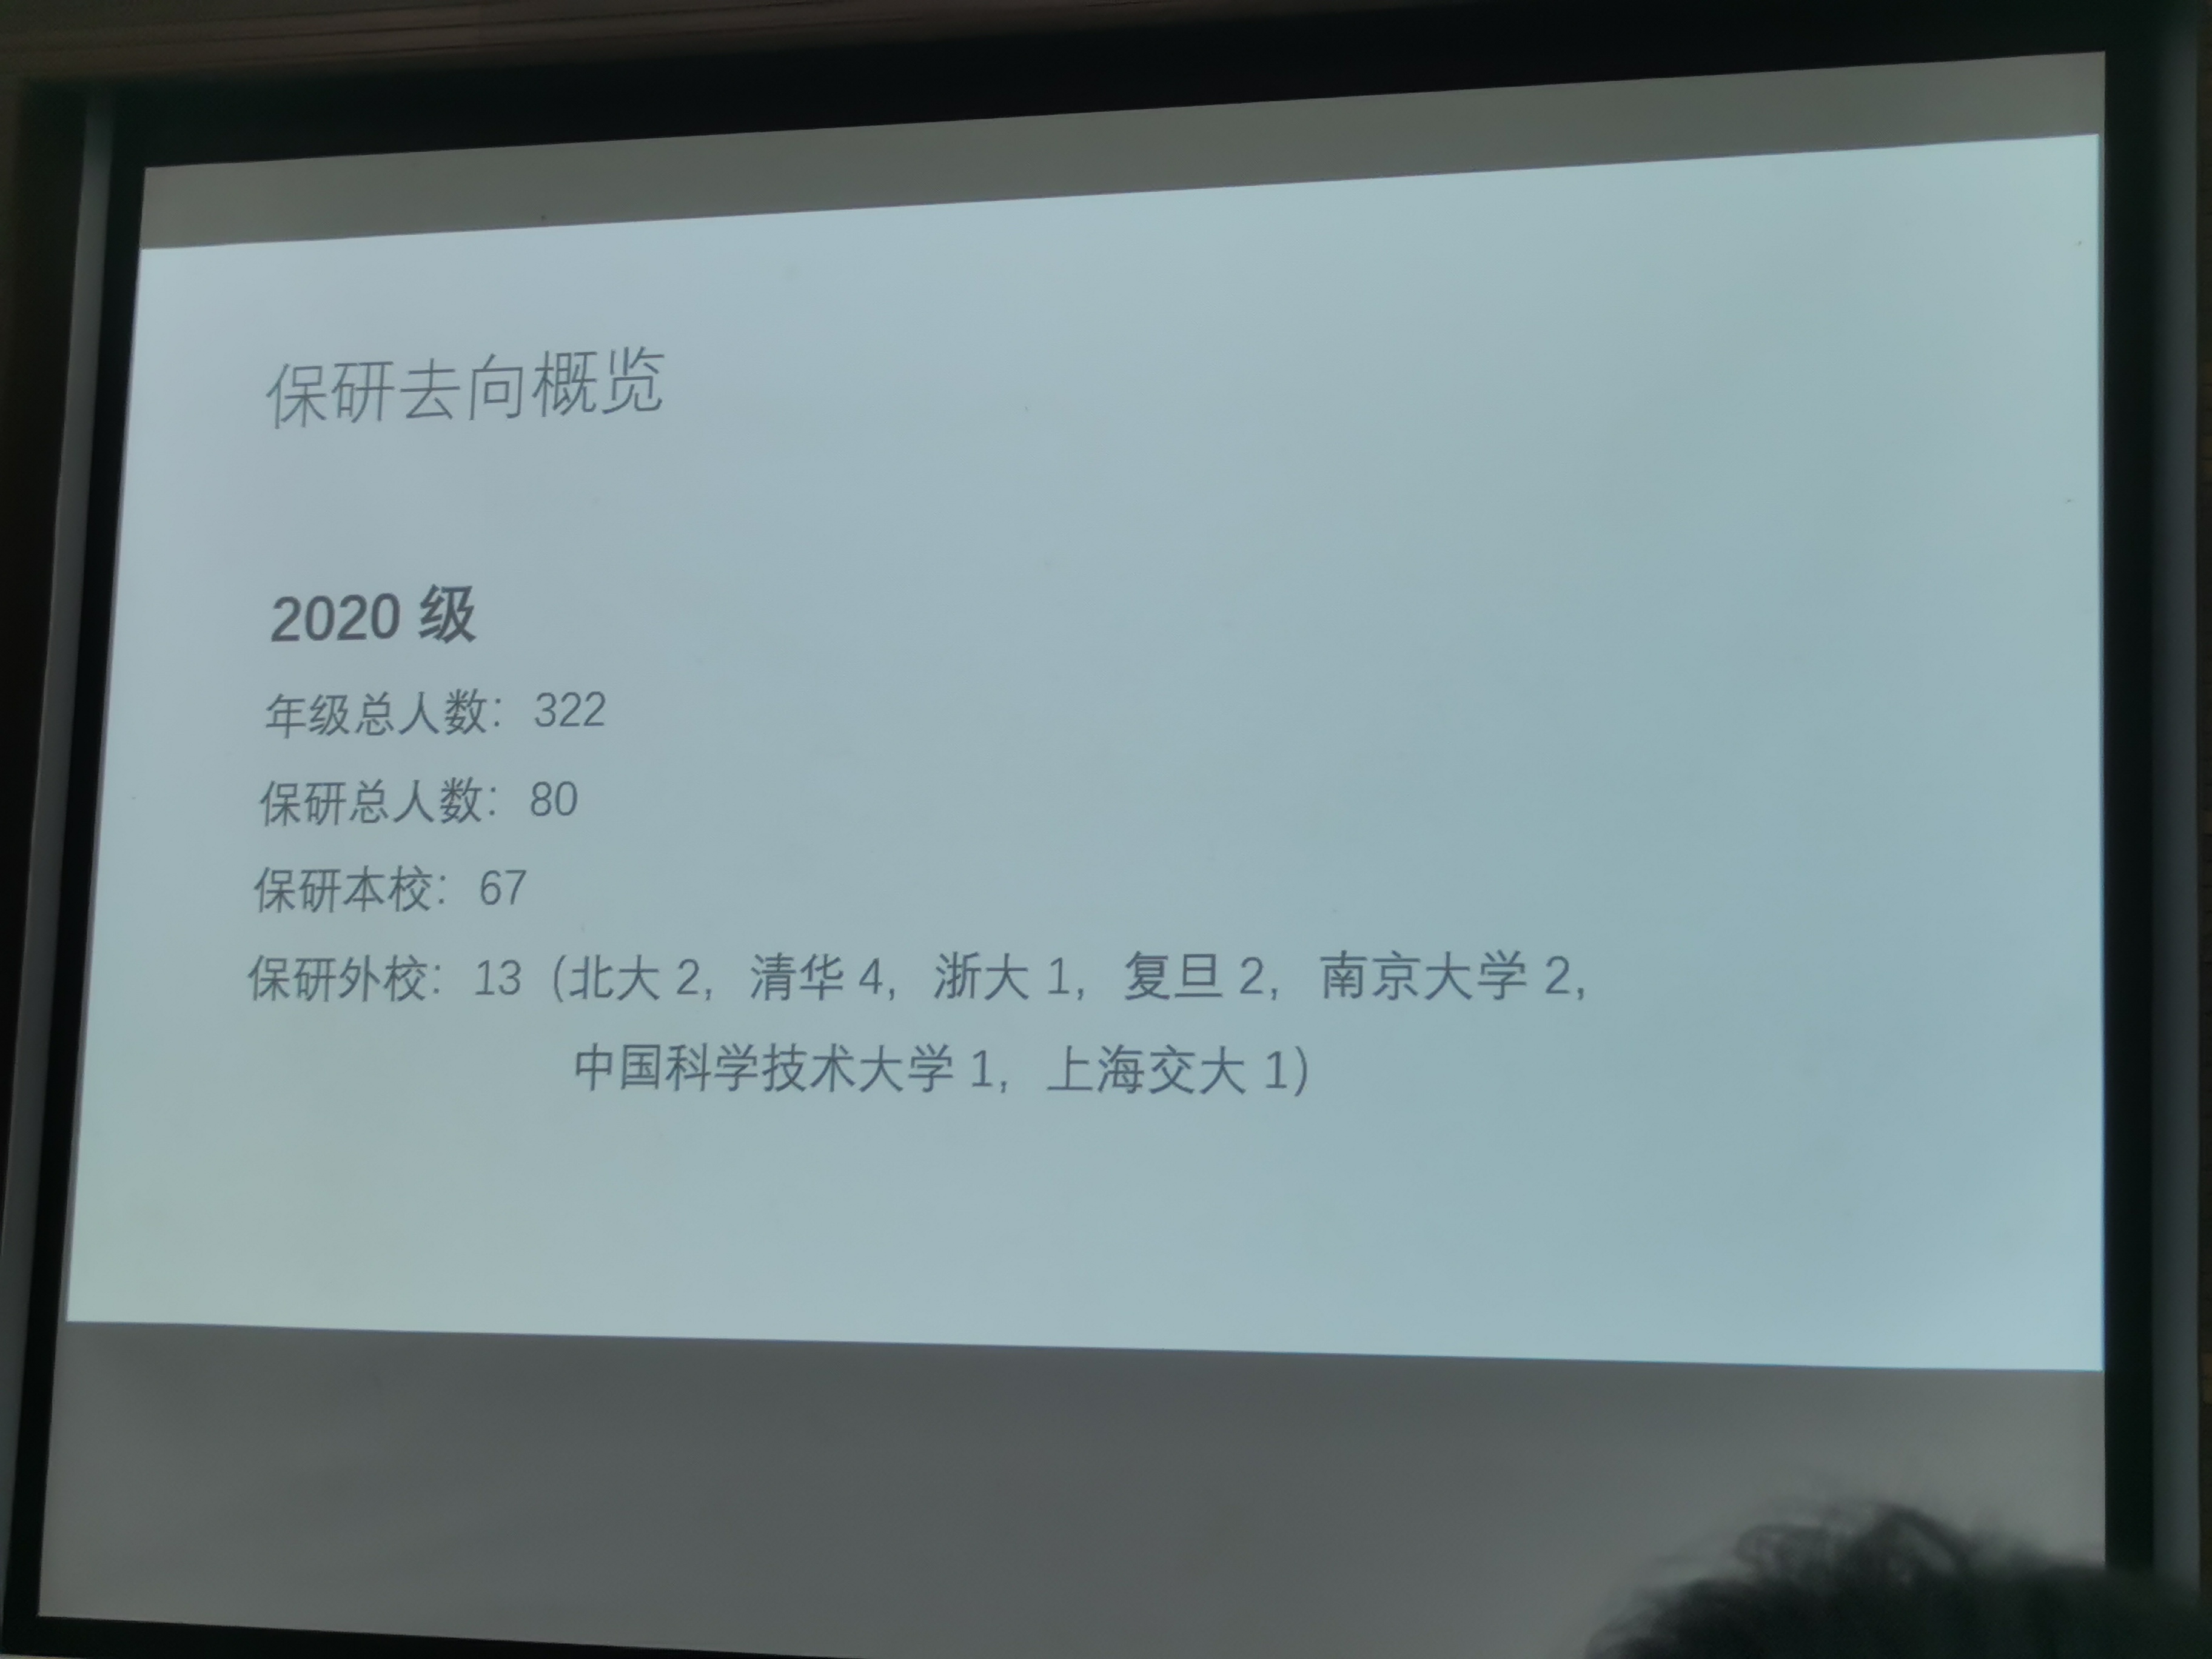 保研去向概览
2020 级
年级总人数：322
保研总人数：80
保研本校：67
保研外校：13（北大 2，清华 4，浙大 1，复旦 2，南京大学 2，
中国科学技术大学 1，上海交大 1）